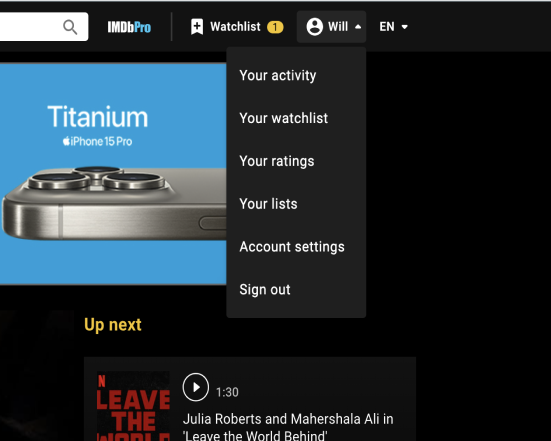 IMDbPro
Watchlist 1
Will
EN
Your activity
Your watchlist
Your ratings
Your lists
Account settings
Sign out
Titanium
iPhone 15 Pro
Up next
N
LEAVE
THE
WORLD
1:30
Julia Roberts and Mahershala Ali in
'Leave the World Behind'